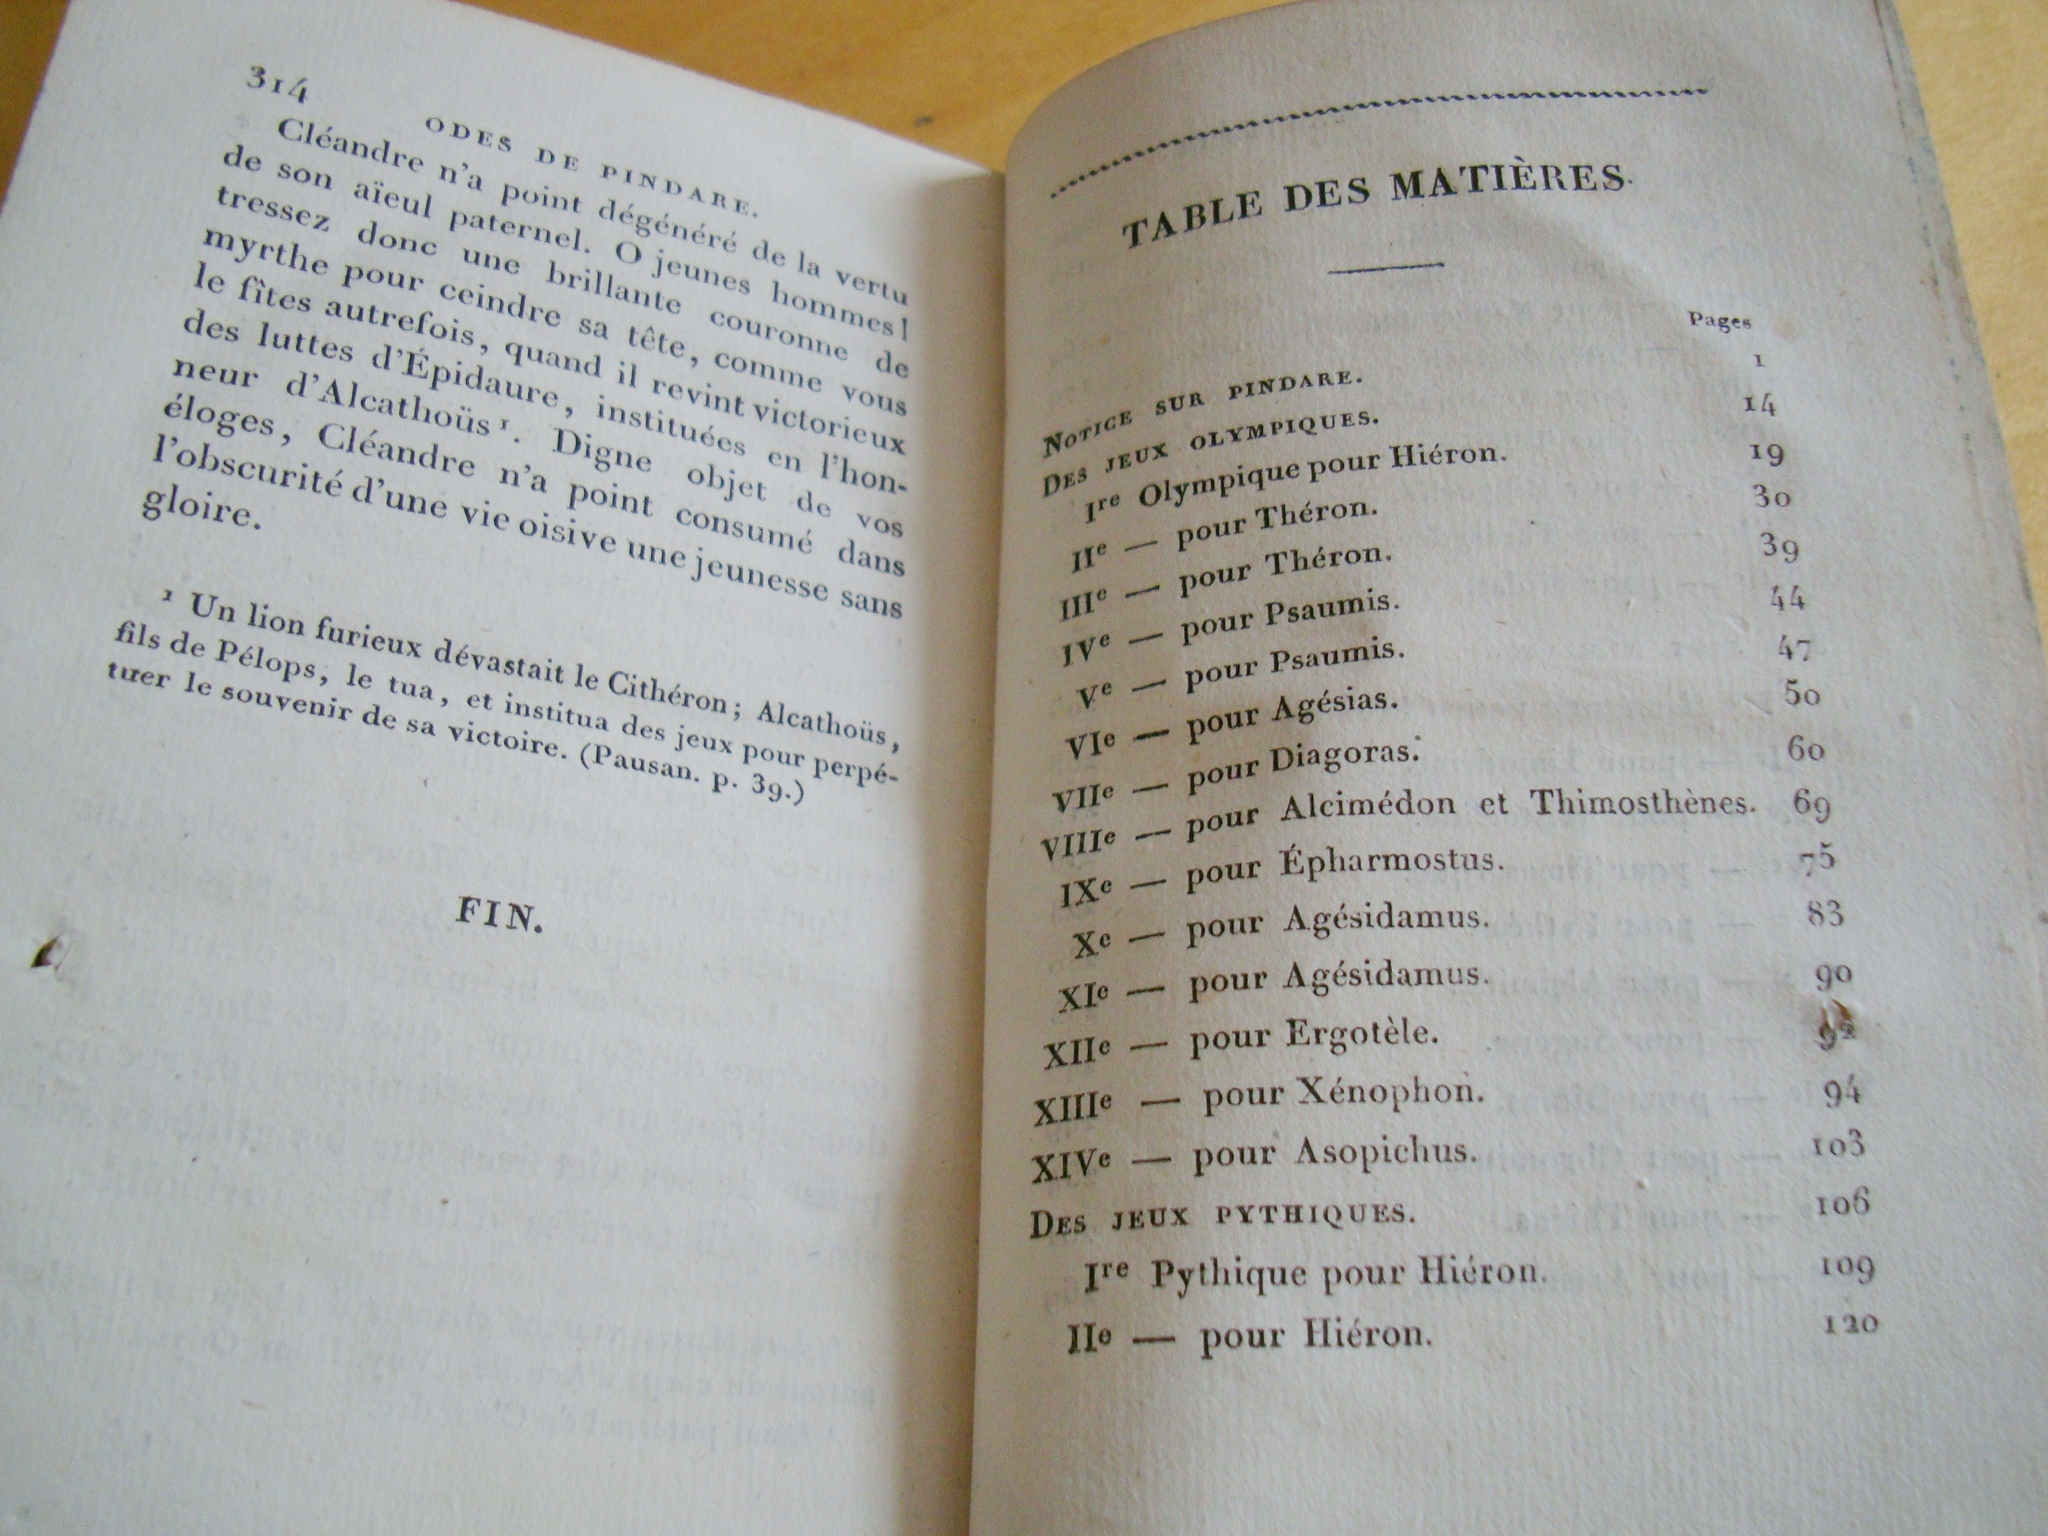 314
ODES DE PINDARE.
Cléandre n'a point dégénéré de la vertu
de son aïeul paternel. O jeunes hommes!
tressez donc une brillante couronne de
myrthe pour ceindre sa tête, comme vous
le fîtes autrefois, quand il revint victorieux
des luttes d'Épidaure, instituées en l'hon-
neur d'Alcathoüs ¹. Digne objet de vos
éloges, Cléandre n'a point consumé dans
l'obscurité d'une vie oisive une jeunesse sans
gloire.
¹ Un lion furieux dévastait le Cithéron; Alcathoüs,
fils de Pélops, le tua, et institua des jeux pour perpé-
tuer le souvenir de sa victoire. (Pausan. p. 39.)
FIN.
TABLE DES MATIÈRES.
Pages
NOTICE SUR PINDARE. 1
DES JEUX OLYMPIQUES. 14
Ire Olympique pour Hiéron. 19
IIe — pour Théron. 30
IIIe — pour Théron. 39
IVe — pour Psaumis. 44
Ve — pour Psaumis. 47
VIe — pour Agésias. 50
VIIe — pour Diagoras. 60
VIIIe — pour Alcimédon et Thimosthènes. 69
IXe — pour Épharmostus. 75
Xe — pour Agésidamus. 83
XIe — pour Agésidamus. 90
XIIe — pour Ergotèle. 92
XIIIe — pour Xénophon. 94
XIVe — pour Asopichus. 103
DES JEUX PYTHIQUES. 106
Ire Pythique pour Hiéron. 109
IIe — pour Hiéron. 120